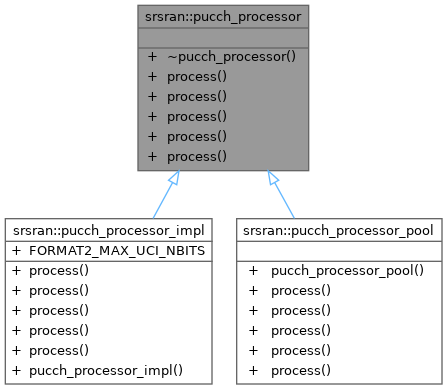 srsran::pucch_processor
+ ~pucch_processor()
+ process()
+ process()
+ process()
+ process()
+ process()
srsran::pucch_processor_impl
+ FORMAT2_MAX_UCI_NBITS
+ process()
+ process()
+ process()
+ process()
+ process()
+ pucch_processor_impl()
srsran::pucch_processor_pool
+ pucch_processor_pool()
+ process()
+ process()
+ process()
+ process()
+ process()